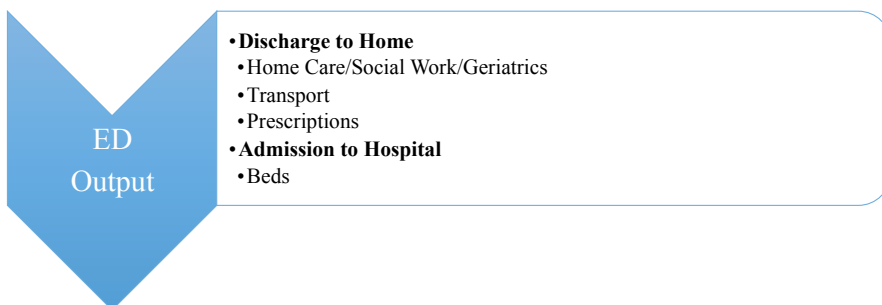 ED
Output
•Discharge to Home
•Home Care/Social Work/Geriatrics
•Transport
•Prescriptions
•Admission to Hospital
•Beds